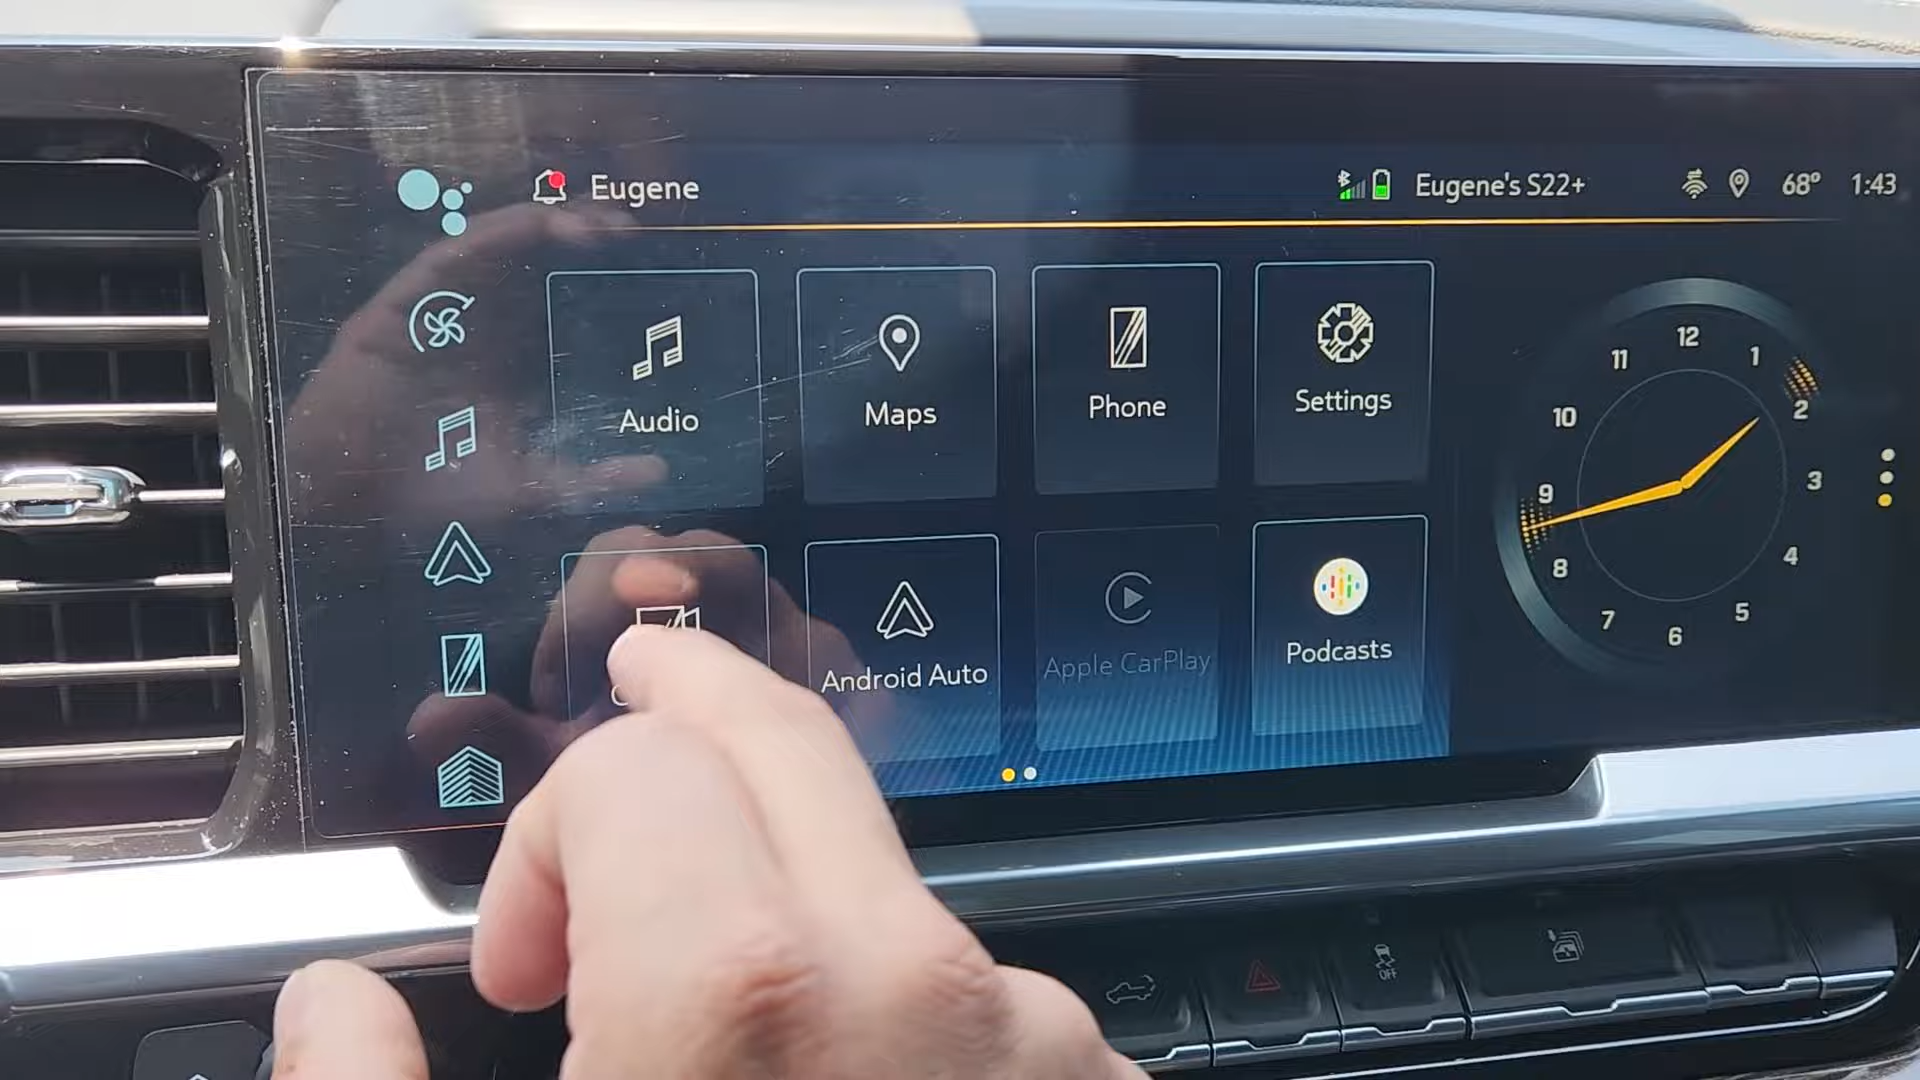 Eugene
Eugene's S22+
68°
1:43
Audio
Maps
Phone
Settings
Android Auto
Apple CarPlay
Podcasts
12
1
2
3
4
5
6
7
8
9
10
11
OFF